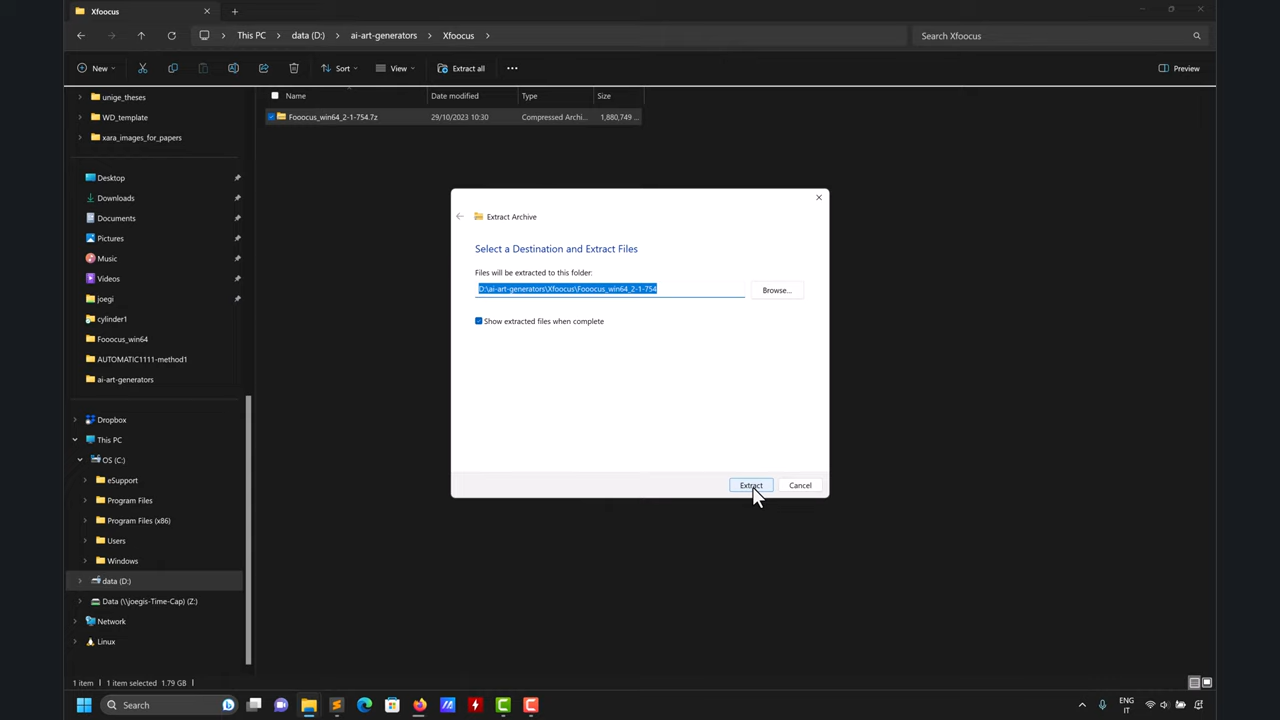 Xfoocus
This PC
data (D:)
ai-art-generators
Xfoocus
Search Xfoocus
New
Sort
View
Extract all
Preview
Name
Date modified
Type
Size
Fooocus_win64_2-1-754.7z
29/10/2023 10:30
Compressed Archi...
1,880,749 ...
unige_theses
WD_template
xara_images_for_papers
Desktop
Downloads
Documents
Pictures
Music
Videos
joegi
cylinder1
Fooocus_win64
AUTOMATIC1111-method1
ai-art-generators
Dropbox
This PC
OS (C:)
eSupport
Program Files
Program Files (x86)
Users
Windows
data (D:)
Data (\\joegis-Time-Cap) (Z:)
Network
Linux
Extract Archive
Select a Destination and Extract Files
Files will be extracted to this folder:
D:\ai-art-generators\Xfoocus\Fooocus_win64_2-1-754
Browse...
Show extracted files when complete
Extract
Cancel
1 item
1 item selected 1.79 GB
Search
ENG
IT